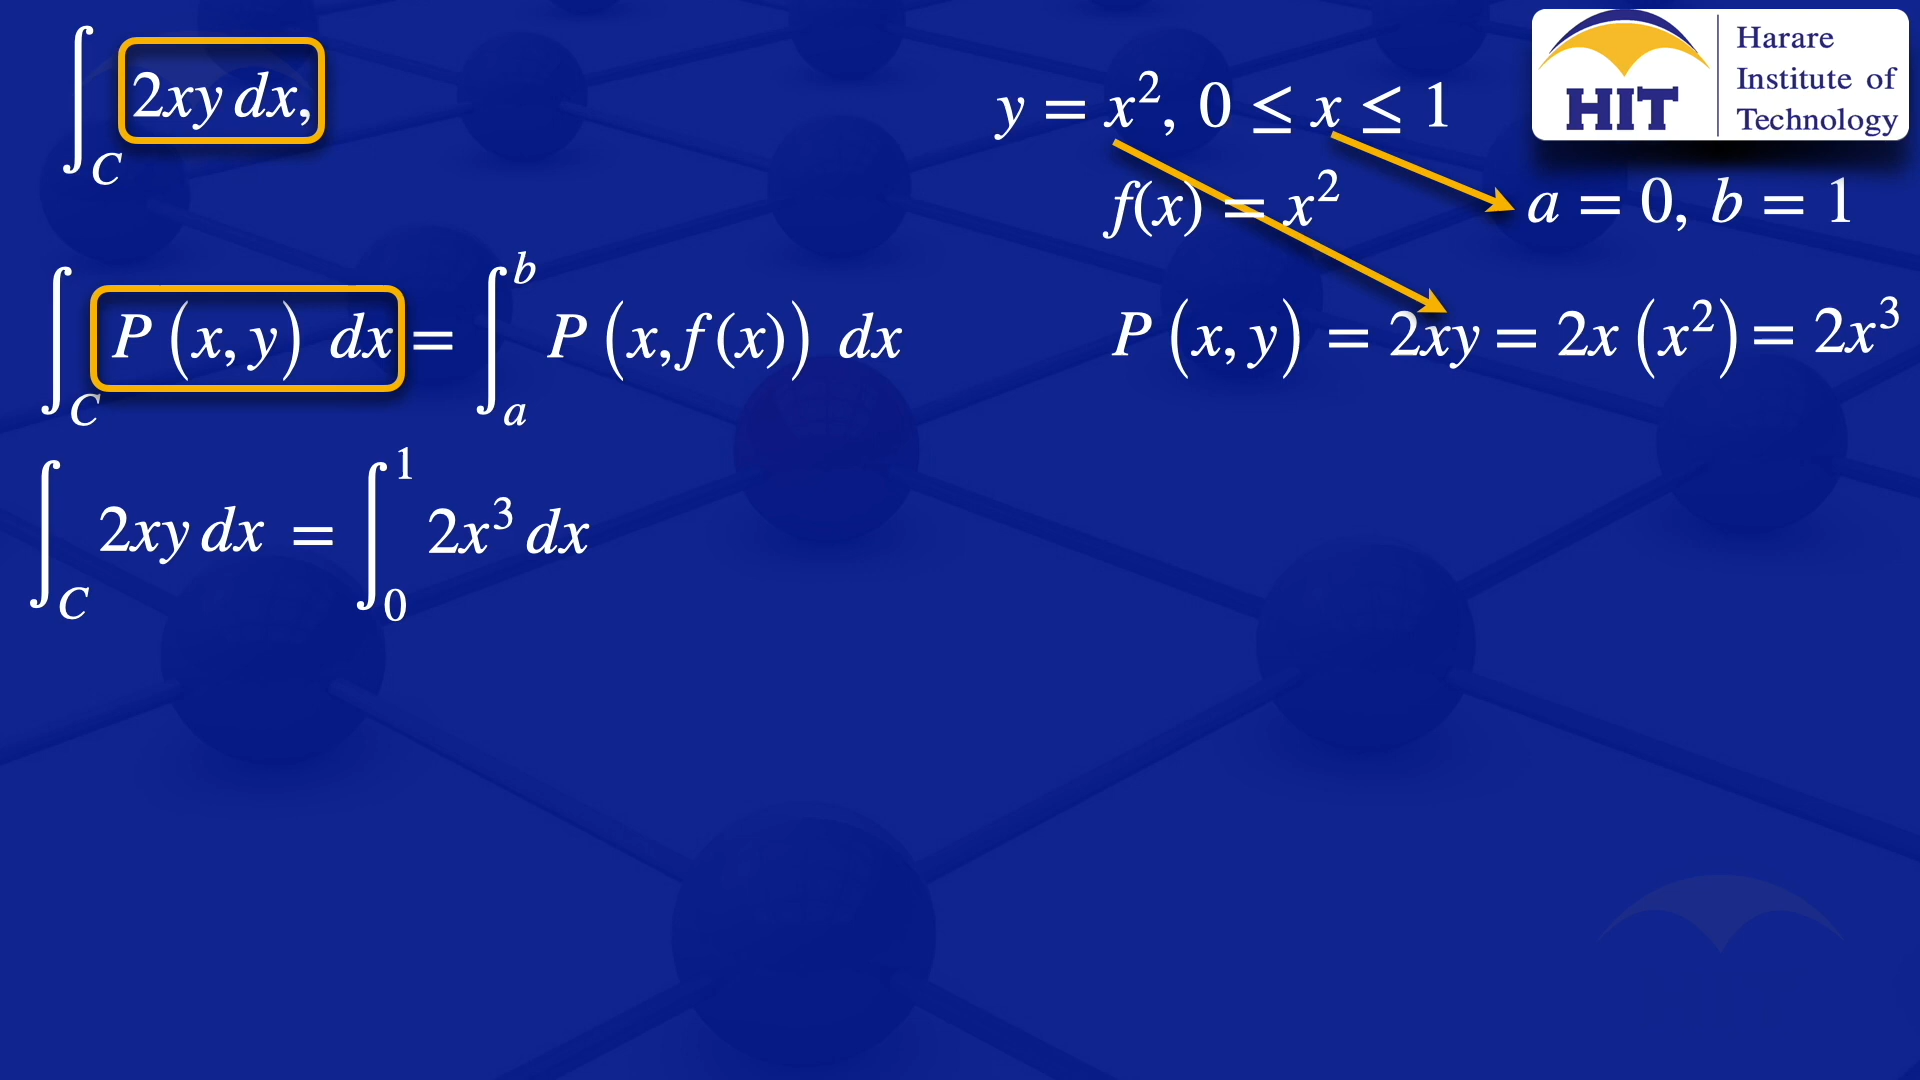 ∫_C 2xy dx,
y = x², 0 ≤ x ≤ 1
HIT
Harare
Institute of
Technology
f(x) = x²
a = 0, b = 1
∫_C P(x, y) dx = ∫_a^b P(x, f(x)) dx
P(x, y) = 2xy = 2x(x²) = 2x³
∫_C 2xy dx = ∫_0^1 2x³ dx